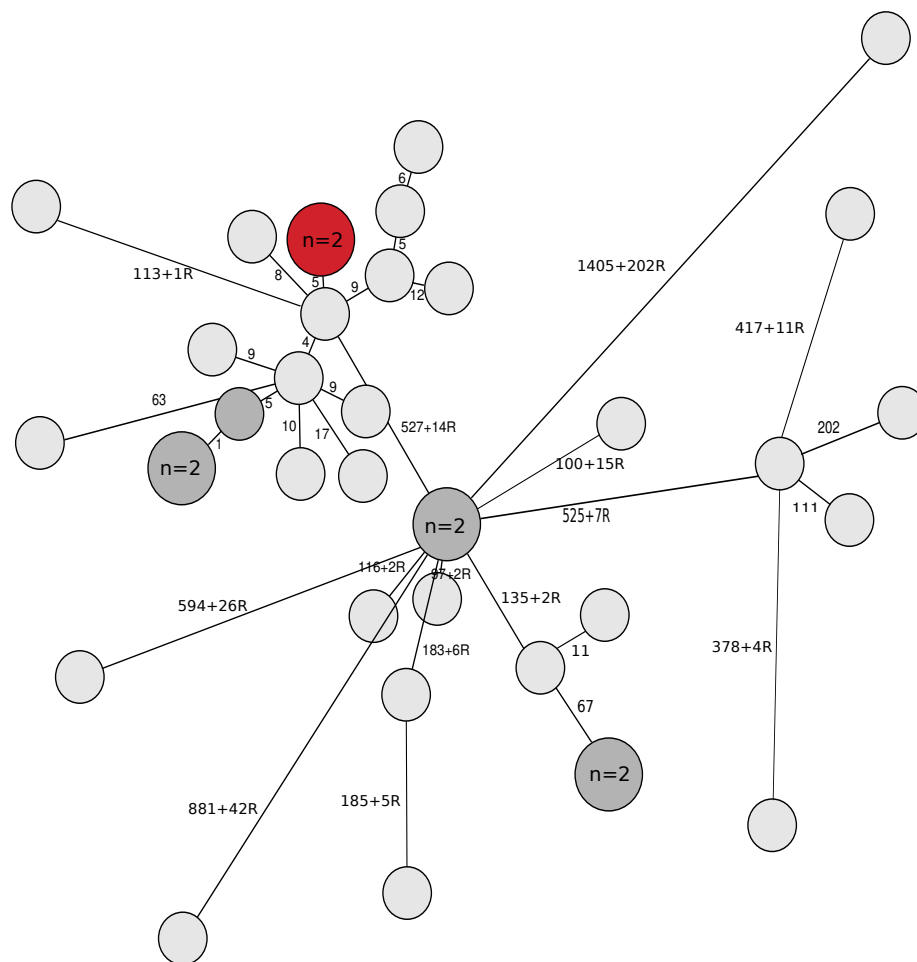 6
n=2
5
1405+202R
113+1R
8
5
9
12
417+11R
4
9
63
5
9
10
17
1
n=2
527+14R
202
100+15R
111
n=2
525+7R
116+2R
97+2R
594+26R
135+2R
183+6R
11
378+4R
67
n=2
881+42R
185+5R